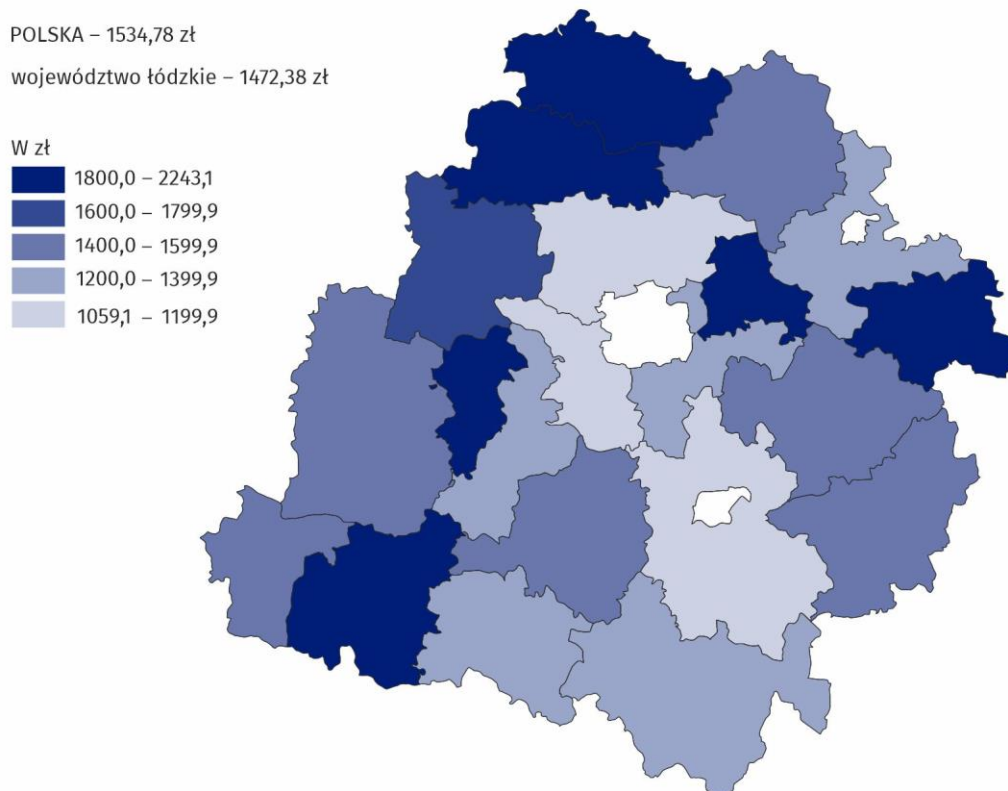 POLSKA – 1534,78 zł
województwo łódzkie – 1472,38 zł
W zł
1800,0 – 2243,1
1600,0 – 1799,9
1400,0 – 1599,9
1200,0 – 1399,9
1059,1 – 1199,9